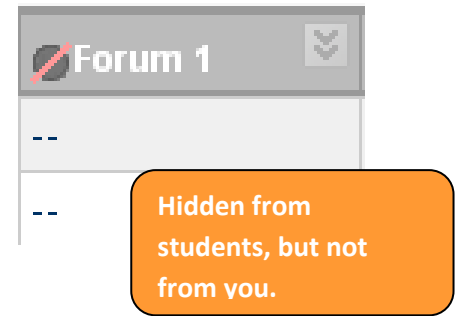 Forum 1
--
--
Hidden from
students, but not
from you.